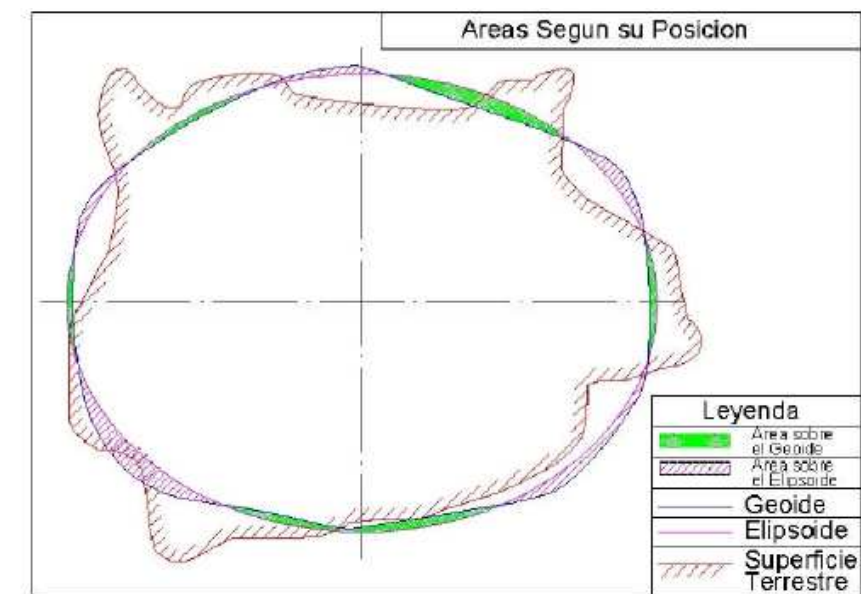 Areas Segun su Posicion
Leyenda
Area sobre
el Geoide
Area sobre
el Elipsoide
Geoide
Elipsoide
Superficie
Terrestre